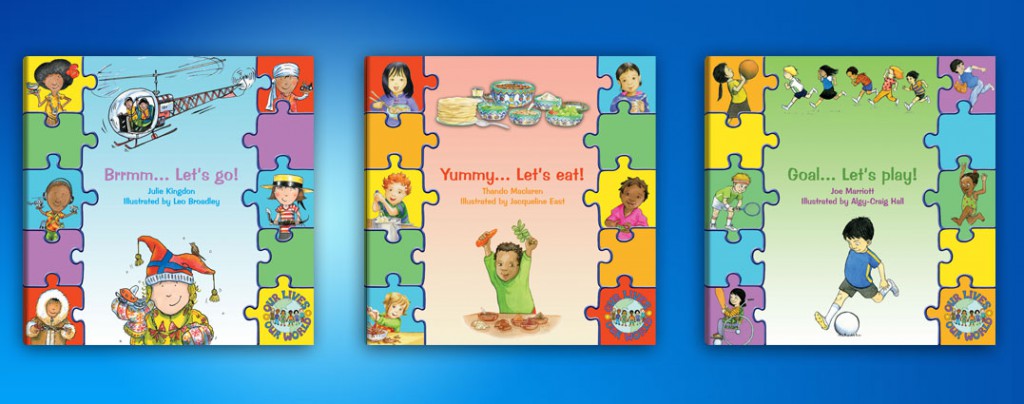 Brrmm... Let's go!
Julie Kingdon
Illustrated by Leo Broadley
OUR LIVES
OUR WORLD
Yummy... Let's eat!
Thando Maclaren
Illustrated by Jacqueline East
OUR LIVES
OUR WORLD
Goal... Let's play!
Joe Marriott
Illustrated by Algy-Craig Hall
OUR LIVES
OUR WORLD